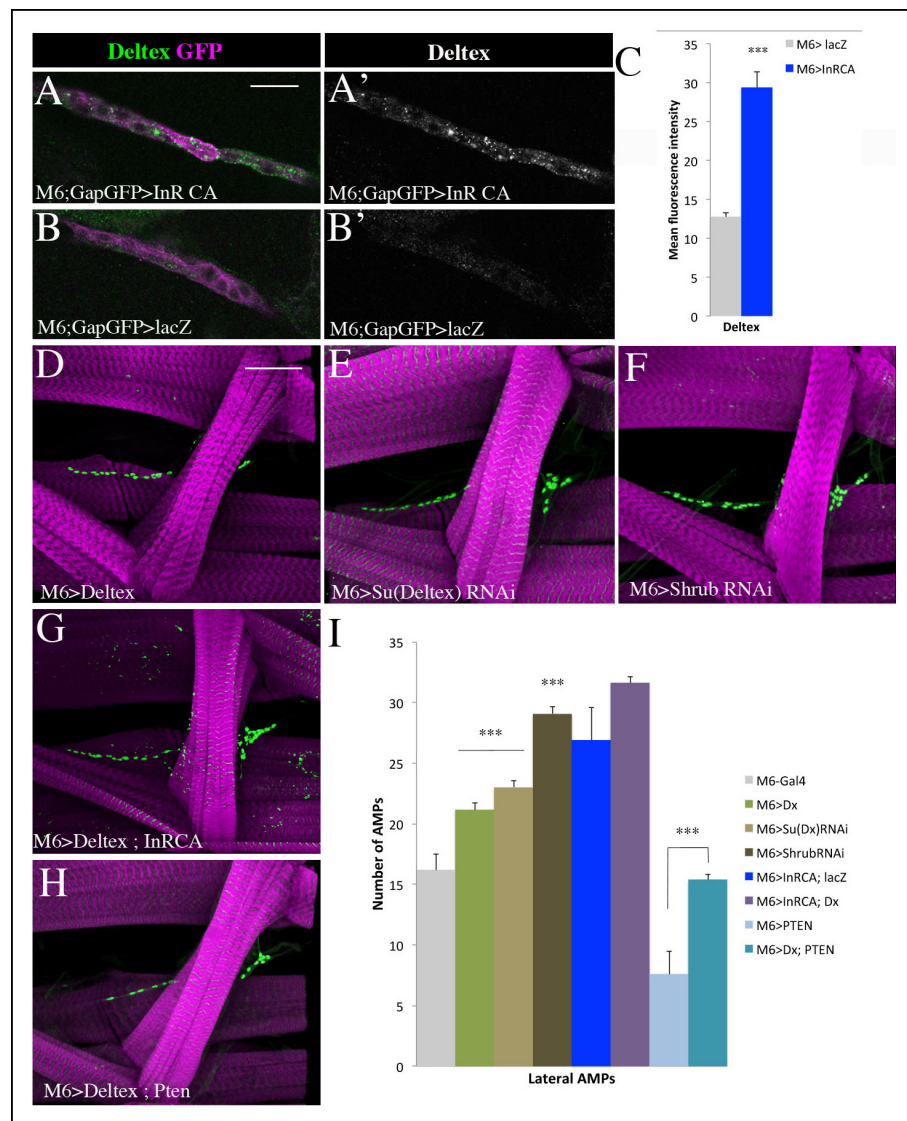 Deltex GFP
Deltex
A
M6;GapGFP>InR CA
A'
B
M6;GapGFP>lacZ
B'
M6;GapGFP>lacZ
C
Mean fluorescence intensity
35
30
25
20
15
10
5
0
***
Deltex
M6> lacZ
M6>InRCA
D
M6>Deltex
E
M6>Su(Deltex) RNAi
F
M6>Shrub RNAi
G
M6>Deltex ; InRCA
H
M6>Deltex ; Pten
I
Number of AMPs
35
30
25
20
15
10
5
0
***
***
***
Lateral AMPs
M6-Gal4
M6>Dx
M6>Su(Dx)RNAi
M6>ShrubRNAi
M6>InRCA; lacZ
M6>InRCA; Dx
M6>PTEN
M6>Dx; PTEN